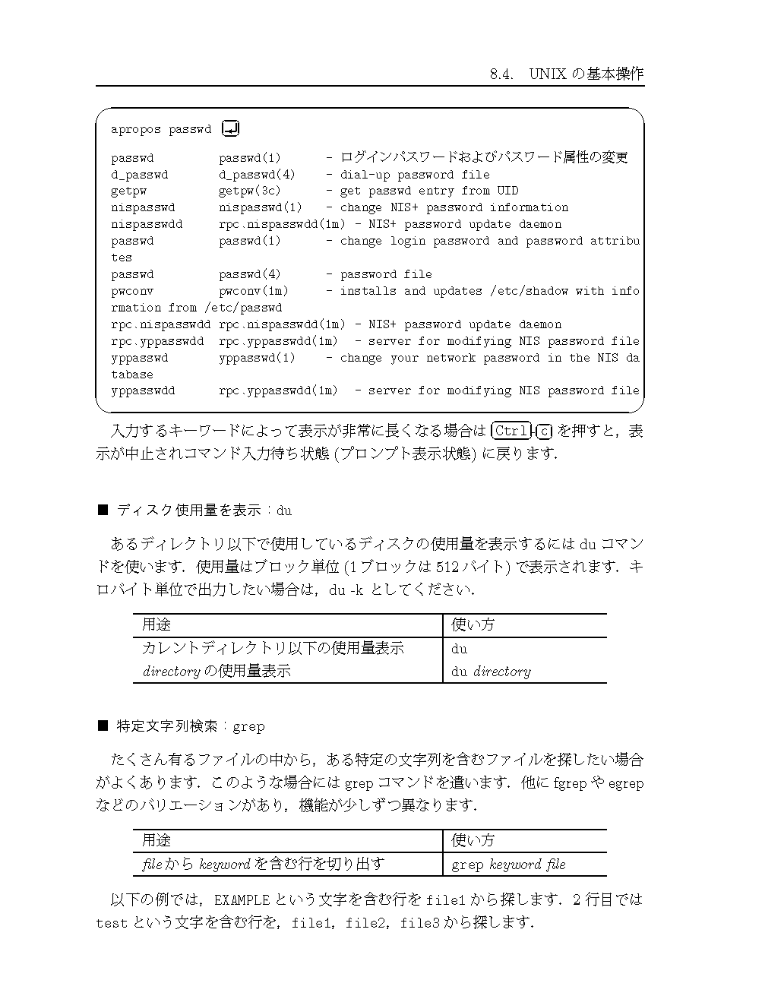 8.4. UNIX の基本操作
apropos passwd
passwd passwd(1) - ログインパスワードおよびパスワード属性の変更
d_passwd d_passwd(4) - dial-up password file
getpw getpw(3c) - get passwd entry from UID
nispasswd nispasswd(1) - change NIS+ password information
nispasswdd rpc.nispasswdd(1m) - NIS+ password update daemon
passwd passwd(1) - change login password and password attribu
tes
passwd passwd(4) - password file
pwconv pwconv(1m) - installs and updates /etc/shadow with info
rmation from /etc/passwd
rpc.nispasswdd rpc.nispasswdd(1m) - NIS+ password update daemon
rpc.yppasswdd rpc.yppasswdd(1m) - server for modifying NIS password file
yppasswd yppasswd(1) - change your network password in the NIS da
tabase
yppasswdd rpc.yppasswdd(1m) - server for modifying NIS password file
入力するキーワードによって表示が非常に長くなる場合は Ctrl-c を押すと，表
示が中止されコマンド入力待ち状態 (プロンプト表示状態) に戻ります．
■ ディスク使用量を表示：du
あるディレクトリ以下で使用しているディスクの使用量を表示するには du コマン
ドを使います．使用量はブロック単位 (1 ブロックは 512 バイト) で表示されます．キ
ロバイト単位で出力したい場合は，du -k としてください．
用途 使い方
カレントディレクトリ以下の使用量表示 du
directory の使用量表示 du directory
■ 特定文字列検索：grep
たくさん有るファイルの中から，ある特定の文字列を含むファイルを探したい場合
がよくあります．このような場合には grep コマンドを遣います．他に fgrep や egrep
などのバリエーションがあり，機能が少しずつ異なります．
用途 使い方
file から keyword を含む行を切り出す grep keyword file
以下の例では，EXAMPLE という文字を含む行を file1 から探します．2 行目では
test という文字を含む行を，file1，file2，file3 から探します．